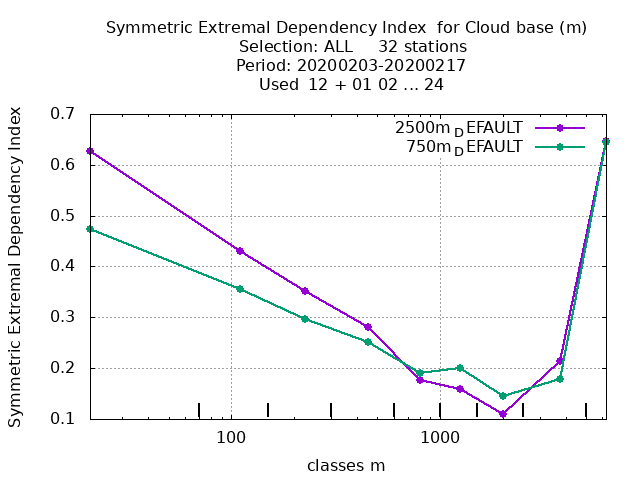 Symmetric Extremal Dependency Index  for Cloud base (m)
Selection: ALL     32 stations
Period: 20200203-20200217
Used  12 + 01 02 ... 24
Symmetric Extremal Dependency Index
0.7
0.6
0.5
0.4
0.3
0.2
0.1
2500m_DEFAULT
750m_DEFAULT
100
1000
classes m